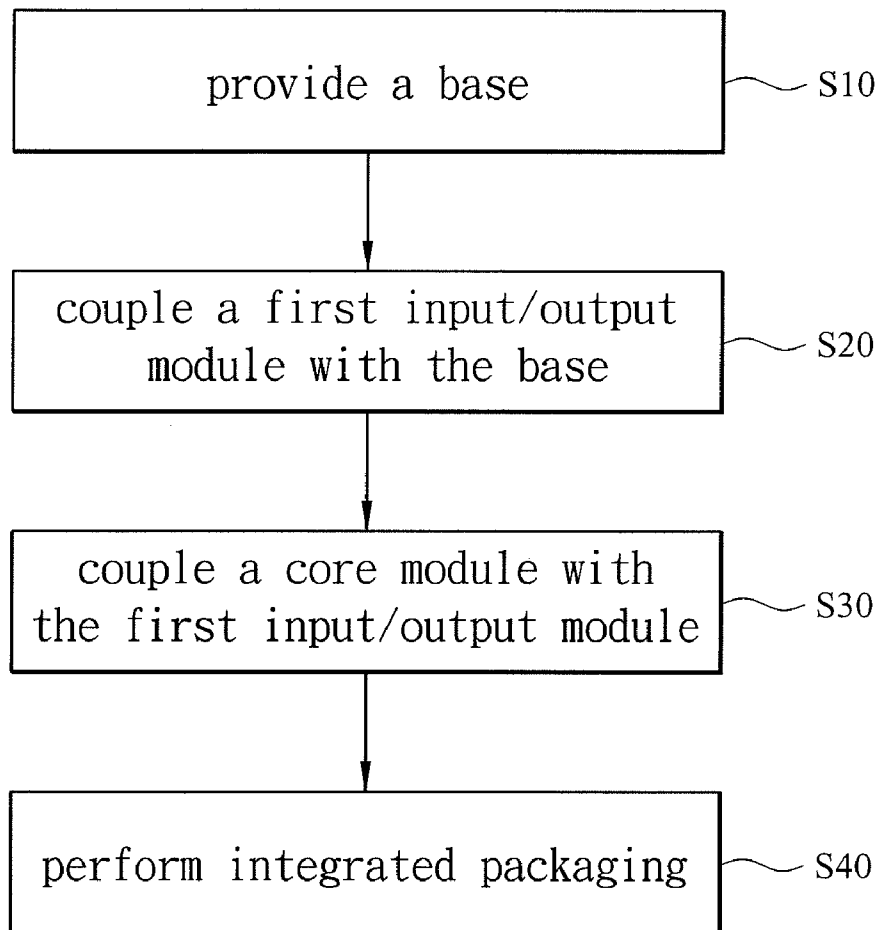 provide a base
S10
couple a first input/output
module with the base
S20
couple a core module with
the first input/output module
S30
perform integrated packaging
S40